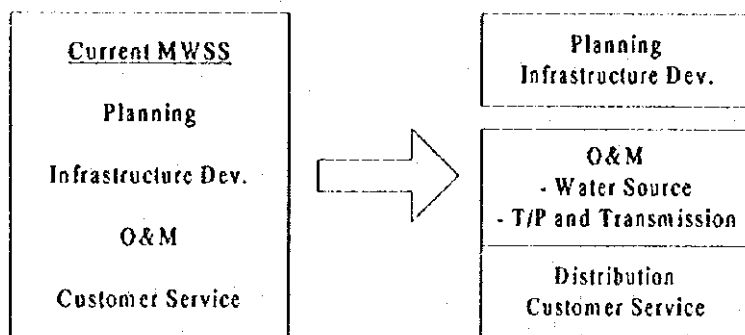 Current MWSS
Planning
Infrastructure Dev.
O&M
Customer Service
Planning
Infrastructure Dev.
O&M
- Water Source
- T/P and Transmission
Distribution
Customer Service